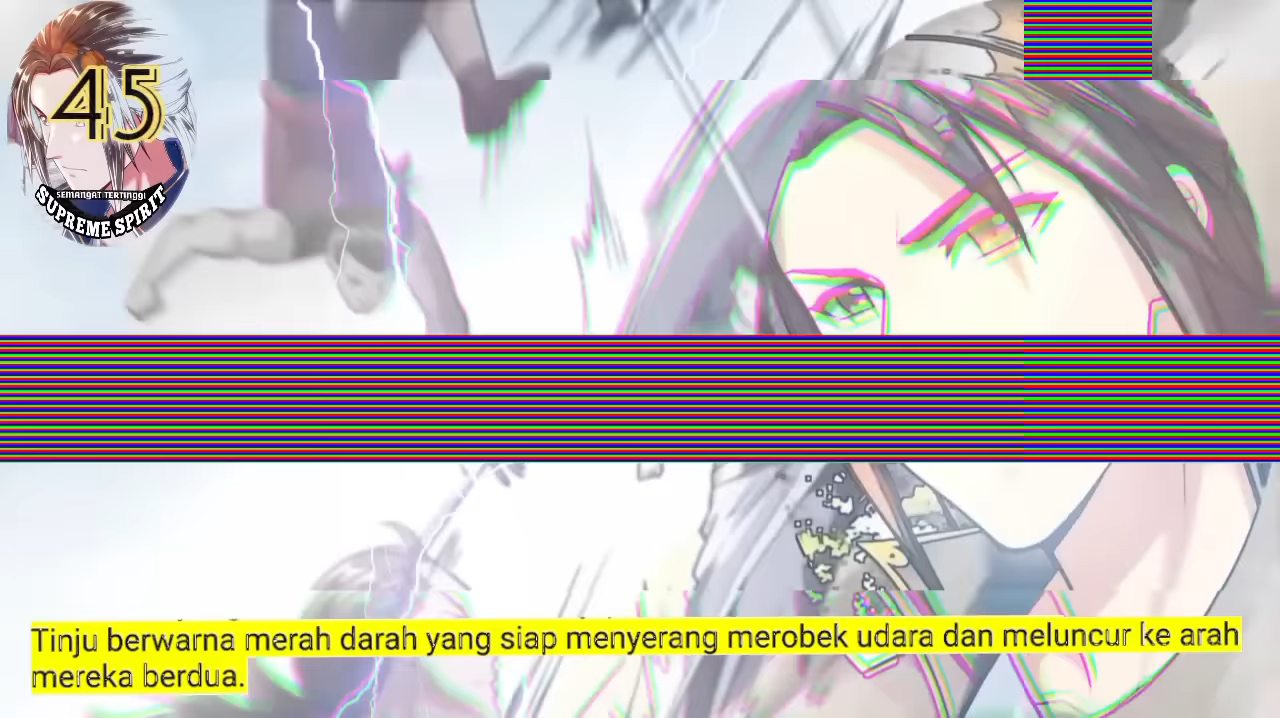 45
SEMANGAT TERTINGGI
SUPREME SPIRIT
Tinju berwarna merah darah yang siap menyerang merobek udara dan meluncur ke arah
mereka berdua.